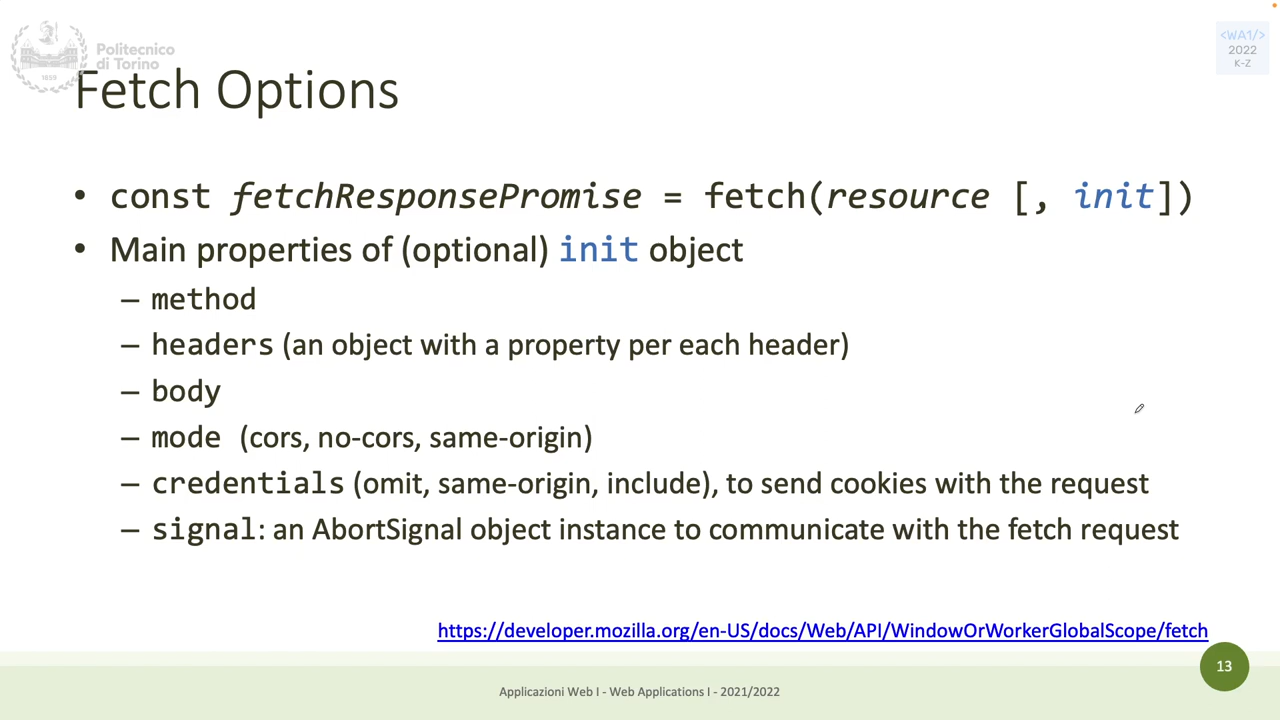 Politecnico
di Torino
1859
<WA1/>
2022
K-Z
Fetch Options
• const fetchResponsePromise = fetch(resource [, init])
• Main properties of (optional) init object
– method
– headers (an object with a property per each header)
– body
– mode (cors, no-cors, same-origin)
– credentials (omit, same-origin, include), to send cookies with the request
– signal: an AbortSignal object instance to communicate with the fetch request
https://developer.mozilla.org/en-US/docs/Web/API/WindowOrWorkerGlobalScope/fetch
13
Applicazioni Web I - Web Applications I - 2021/2022